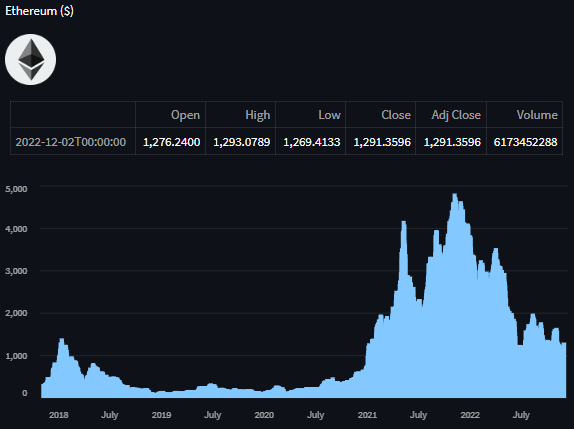 Ethereum ($)
Open High Low Close Adj Close Volume
2022-12-02T00:00:00 1,276.2400 1,293.0789 1,269.4133 1,291.3596 1,291.3596 6173452288
5,000
4,000
3,000
2,000
1,000
0
2018 July 2019 July 2020 July 2021 July 2022 July